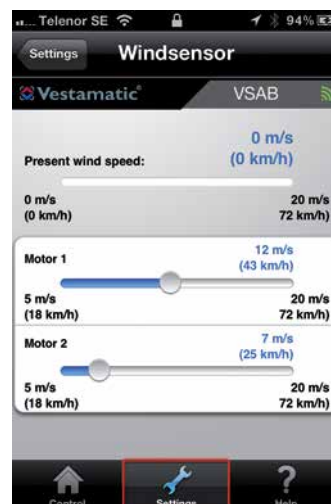 Telenor SE 94%
Settings Windsensor
Vestamatic® VSAB
0 m/s
Present wind speed: (0 km/h)
0 m/s 20 m/s
(0 km/h) 72 km/h)
Motor 1 12 m/s
(43 km/h)
5 m/s 20 m/s
(18 km/h) 72 km/h)
Motor 2 7 m/s
(25 km/h)
5 m/s 20 m/s
(18 km/h) 72 km/h)
Control Settings Help